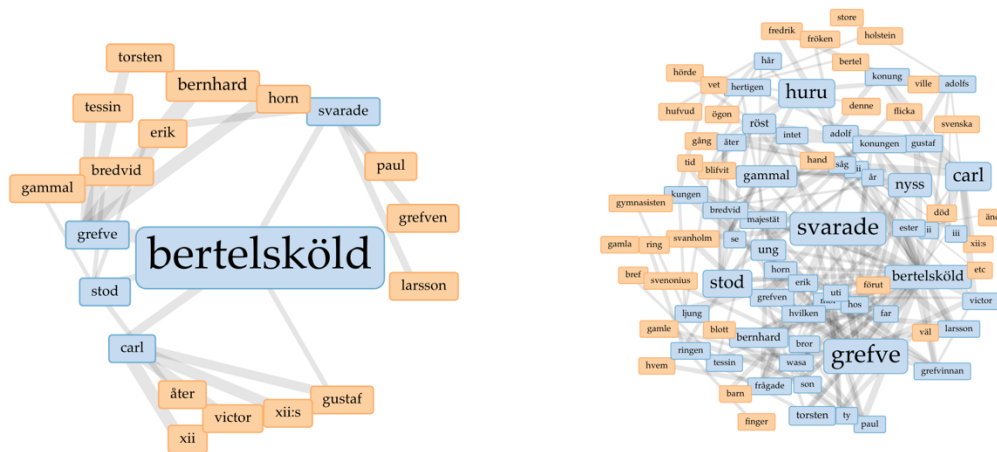 torsten
bernhard
horn
svarade
tessin
erik
paul
bredvid
gammal
grefven
grefve
bertelsköld
larsson
stod
carl
åter
gustaf
victor
xii:s
xii
store
fredrik
fröken
holstein
här
bertel
hörde
konung
vet
hertigen
ville
adolfs
huru
hufvud
denne
flicka
ögon
röst
svenska
gång
åter
intet
adolf
konungen
gustaf
tid
blifvit
hand
såg
ii
gammal
är
nyss
carl
gymnasisten
kungen
bredvid
majestät
död
änd
svarade
ester
ii
iii
xii:s
gamla
ring
svanholm
se
ung
bref
svenonius
stod
horn
erik
bertelsköld
etc
förut
grefven
uti
hos
victor
ljung
hvilken
far
gamle
blott
bernhard
väl
larsson
hvem
ringen
tessin
bror
wasa
grefve
grefvinnan
barn
frågade
son
finger
torsten
ty
paul